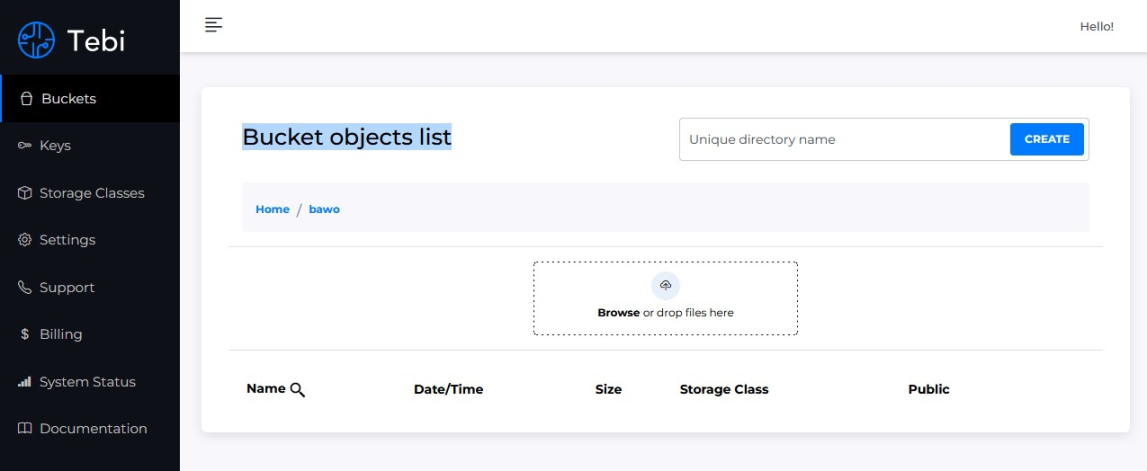 Tebi
Hello!
Buckets
Keys
Storage Classes
Settings
Support
$ Billing
System Status
Documentation
Bucket objects list
Unique directory name
CREATE
Home / bawo
Browse or drop files here
Name Date/Time Size Storage Class Public